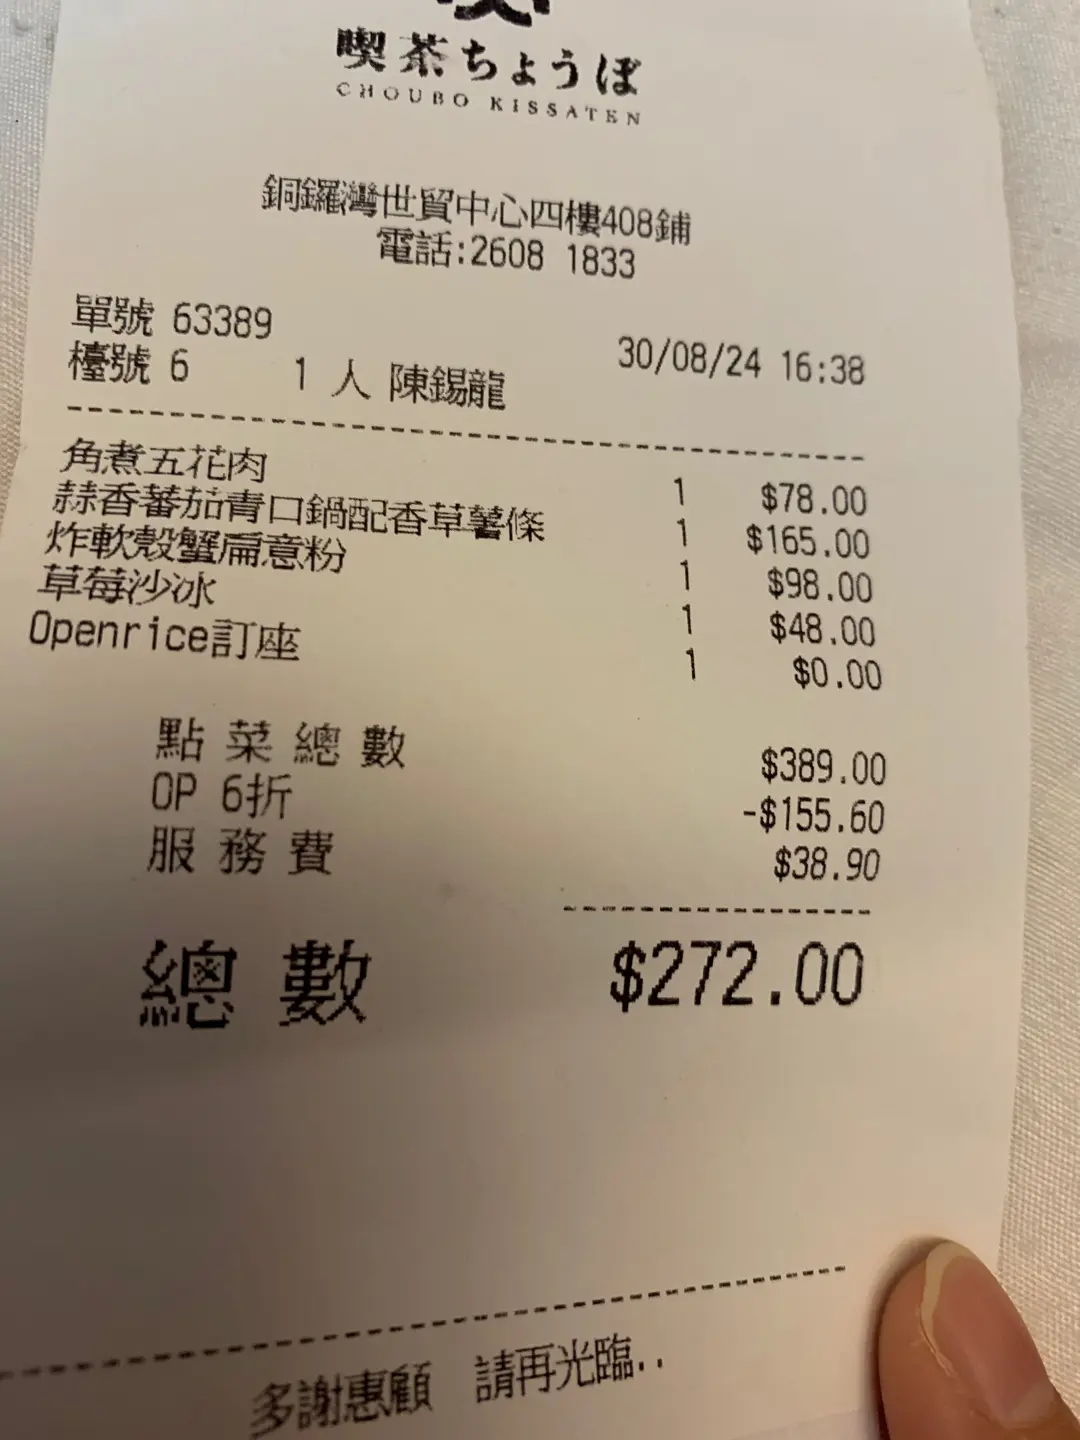 喫茶ちょうぼ
CHOUBO KISSATEN
銅鑼灣世貿中心四樓408鋪
電話:2608 1833
單號 63389
30/08/24 16:38
檯號 6 1 人 陳錫龍
角煮五花肉 1 $78.00
蒜香蕃茄青口鍋配香草薯條 1 $165.00
炸軟殼蟹扁意粉 1 $98.00
草莓沙冰 1 $48.00
Openrice訂座 1 $0.00
點菜總數 $389.00
OP 6折 -$155.60
服務費 $38.90
總數 $272.00
多謝惠顧 請再光臨..